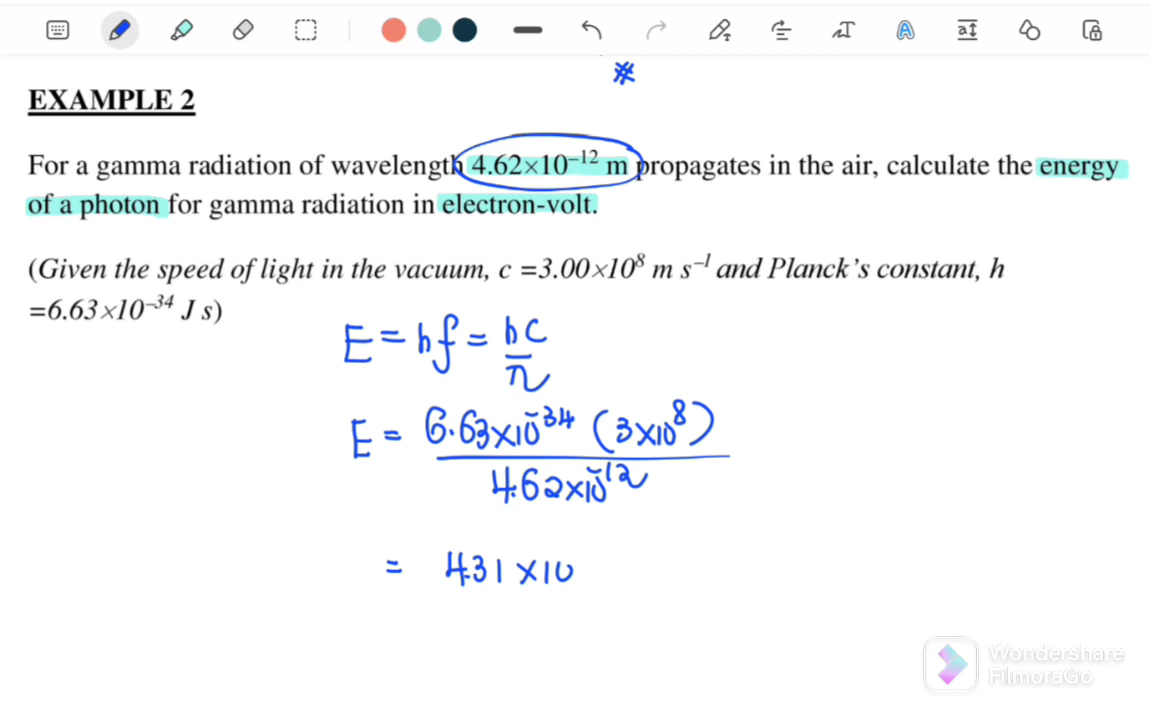 EXAMPLE 2
For a gamma radiation of wavelength 4.62×10⁻¹² m propagates in the air, calculate the energy
of a photon for gamma radiation in electron-volt.
(Given the speed of light in the vacuum, c =3.00×10⁸ m s⁻¹ and Planck's constant, h
=6.63×10⁻³⁴ J s)
E = hf = hc/λ
E = 6.63×10⁻³⁴ (3×10⁸)
4.62×10⁻¹²
= 4.31 ×10
Wondershare
FilmoraGo